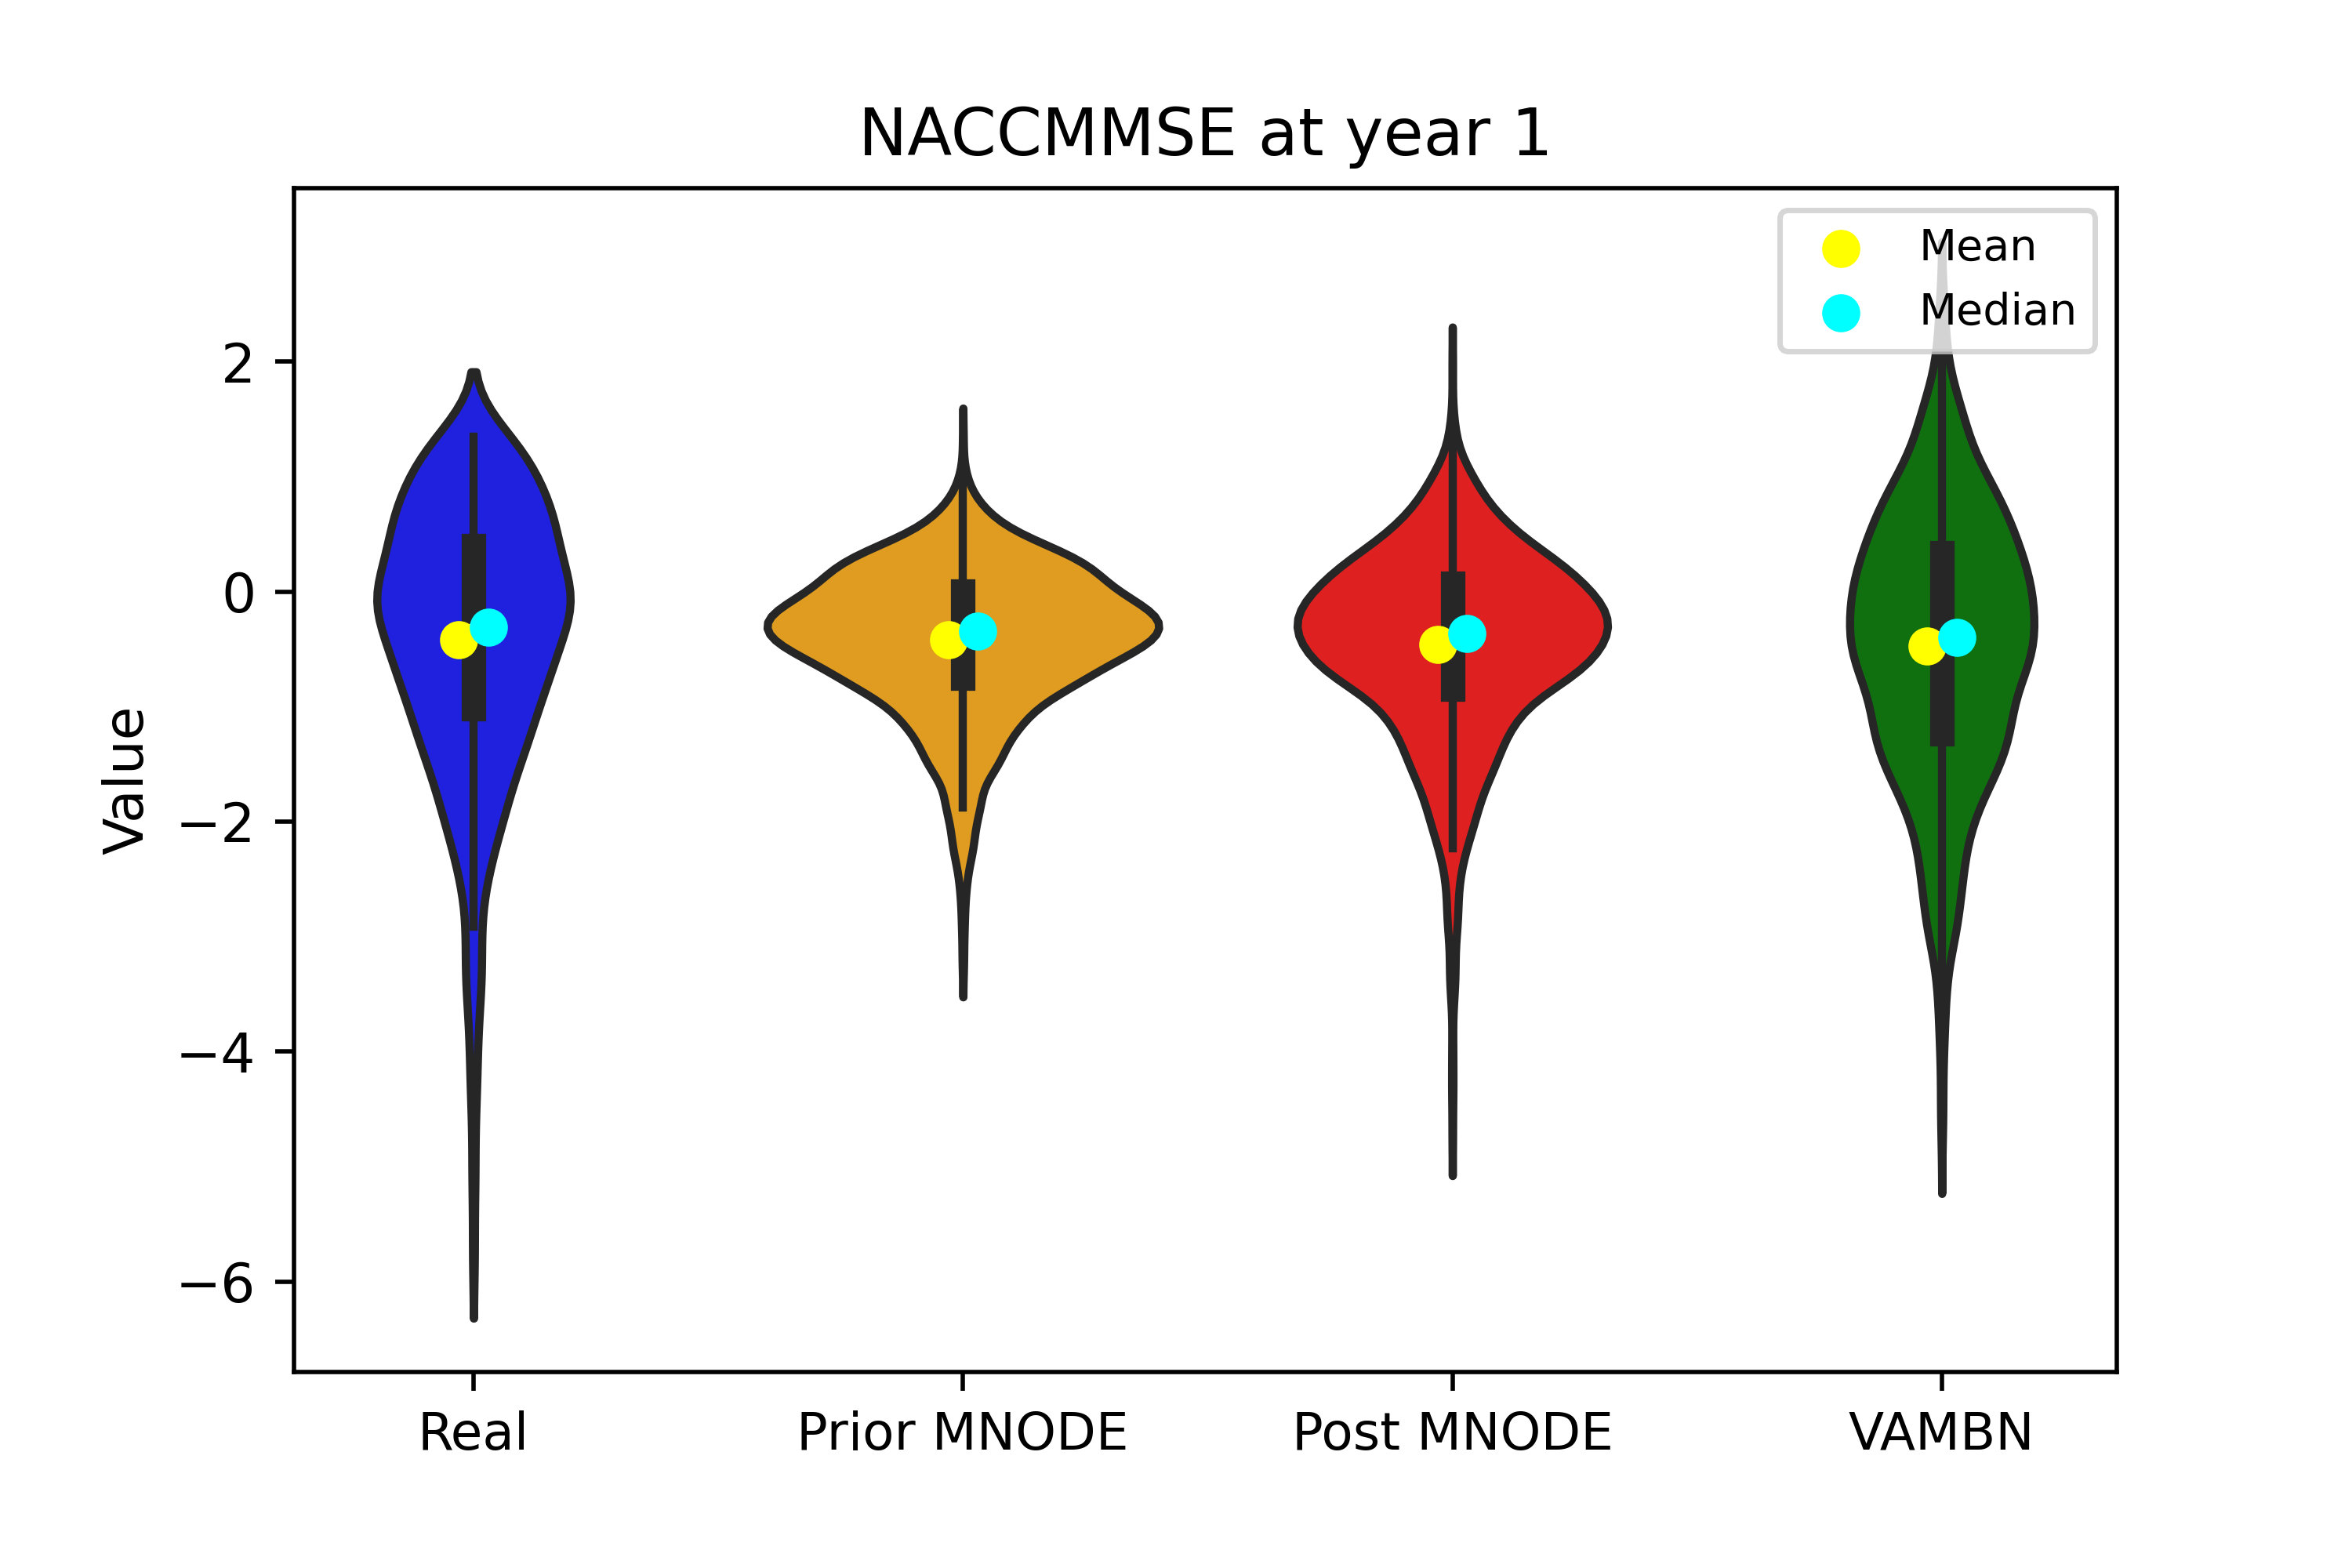 NACCMMSE at year 1
Mean
Median
Value
2
0
−2
−4
−6
Real
Prior MNODE
Post MNODE
VAMBN